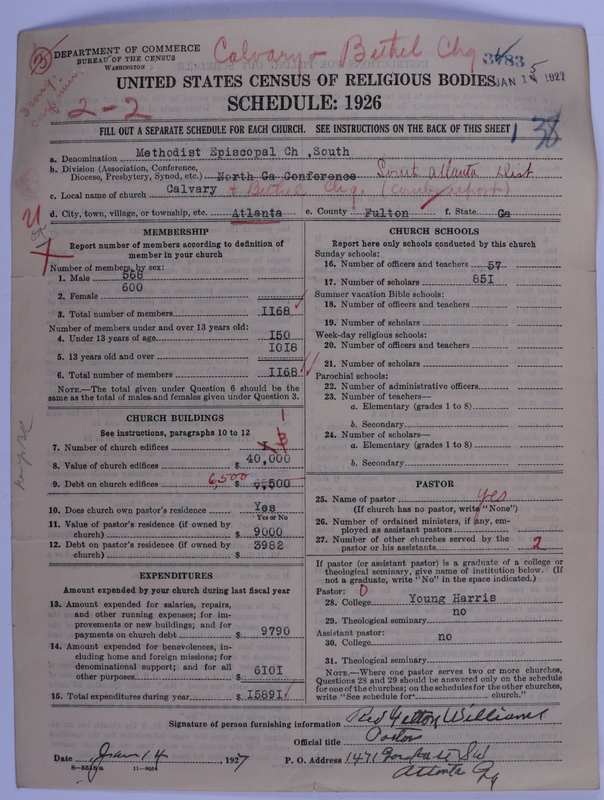 DEPARTMENT OF COMMERCE
BUREAU OF THE CENSUS
WASHINGTON
3
Calvary - Bethel Chg
JAN 15 1927
UNITED STATES CENSUS OF RELIGIOUS BODIES
SCHEDULE: 1926
2-2
FILL OUT A SEPARATE SCHEDULE FOR EACH CHURCH. SEE INSTRUCTIONS ON THE BACK OF THIS SHEET
138
a. Denomination Methodist Episcopal Ch ,South
b. Division (Association, Conference,
Diocese, Presbytery, Synod, etc.) North Ga Conference South Atlanta Dist
c. Local name of church Calvary + Bethel Chg. (Count report)
d. City, town, village, or township, etc. Atlanta e. County Fulton f. State Ga
MEMBERSHIP
Report number of members according to definition of
member in your church
Number of members, by sex:
1. Male 568
2. Female 600
3. Total number of members 1168
Number of members under and over 13 years old:
4. Under 13 years of age 150
5. 13 years old and over 1018
6. Total number of members 1168
NOTE.—The total given under Question 6 should be the
same as the total of males and females given under Question 3.
CHURCH BUILDINGS
See instructions, paragraphs 10 to 12
7. Number of church edifices
8. Value of church edifices $ 40,000
9. Debt on church edifices 6,500 $ 6,500
10. Does church own pastor's residence Yes
Yes or No
11. Value of pastor's residence (if owned by
church) $ 9000
12. Debt on pastor's residence (if owned by
church) $ 3982
EXPENDITURES
Amount expended by your church during last fiscal year
13. Amount expended for salaries, repairs,
and other running expenses; for im-
provements or new buildings; and for
payments on church debt $ 9790
14. Amount expended for benevolences, in-
cluding home and foreign missions; for
denominational support; and for all
other purposes $ 6101
15. Total expenditures during year $ 15891
CHURCH SCHOOLS
Report here only schools conducted by this church
Sunday schools:
16. Number of officers and teachers 57
17. Number of scholars 851
Summer vacation Bible schools:
18. Number of officers and teachers
19. Number of scholars
Week-day religious schools:
20. Number of officers and teachers
21. Number of scholars
Parochial schools:
22. Number of administrative officers
23. Number of teachers—
a. Elementary (grades 1 to 8)
b. Secondary
24. Number of scholars—
a. Elementary (grades 1 to 8)
b. Secondary
PASTOR
25. Name of pastor yes
(If church has no pastor, write "None")
26. Number of ordained ministers, if any, em-
ployed as assistant pastors
27. Number of other churches served by the
pastor or his assistants 2
If pastor (or assistant pastor) is a graduate of a college or
theological seminary, give name of institution below. (If
not a graduate, write "No" in the space indicated.)
Pastor: 0
28. College Young Harris
29. Theological seminary no
Assistant pastor:
30. College no
31. Theological seminary
NOTE.—Where one pastor serves two or more churches,
Questions 28 and 29 should be answered only on the schedule
for one of the churches; on the schedules for the other churches,
write "See schedule for church."
Signature of person furnishing information Williams
Official title Pastor
Date Jan 14 1927 P. O. Address 1471 SW
8-5518a 11-9054 Atlanta Ga